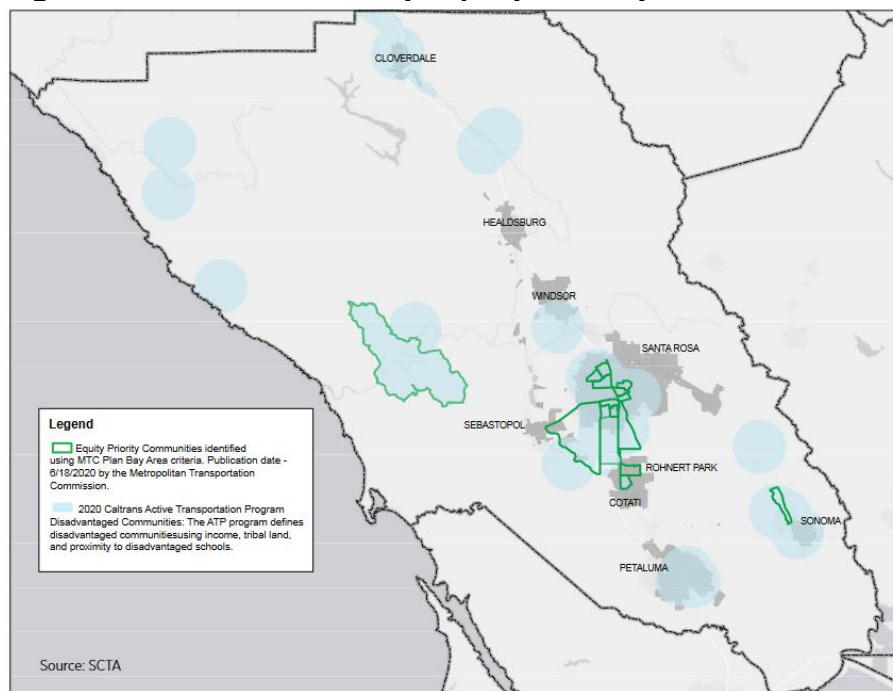 CLOVERDALE
HEALDSBURG
WINDSOR
SANTA ROSA
SEBASTOPOL
ROHNERT PARK
COTATI
SONOMA
PETALUMA
Legend
Equity Priority Communities identified
using MTC Plan Bay Area criteria. Publication date -
6/18/2020 by the Metropolitan Transportation
Commission.
2020 Caltrans Active Transportation Program
Disadvantaged Communities: The ATP program defines
disadvantaged communitiesusing income, tribal land,
and proximity to disadvantaged schools.
Source: SCTA